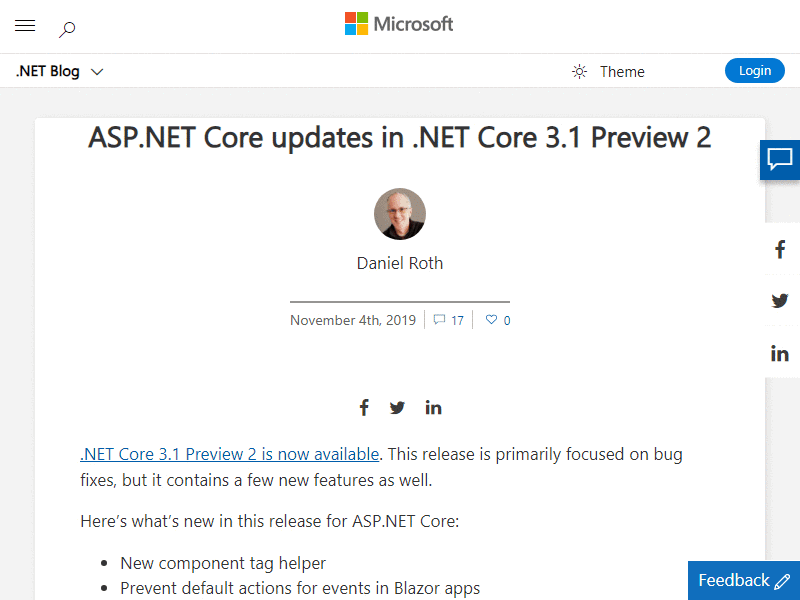 Microsoft
.NET Blog
Theme
Login
ASP.NET Core updates in .NET Core 3.1 Preview 2
Daniel Roth
November 4th, 2019
17
0
.NET Core 3.1 Preview 2 is now available. This release is primarily focused on bug
fixes, but it contains a few new features as well.
Here’s what’s new in this release for ASP.NET Core:
• New component tag helper
• Prevent default actions for events in Blazor apps
Feedback